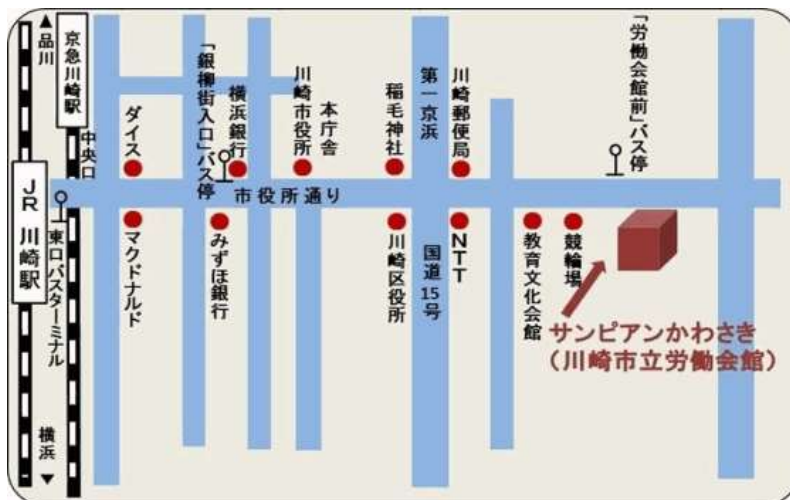 ▲品川
京急川崎駅
中央口
JR 川崎駅
東口バスターミナル
横浜▼
ダイス
「銀柳街入口」バス停
横浜銀行
川崎市役所
本庁舎
稲毛神社
第一京浜
川崎郵便局
「労働会館前」バス停
市役所通り
マクドナルド
みずほ銀行
川崎区役所
国道15号
NTT
教育文化会館
競輪場
サンピアンかわさき
(川崎市立労働会館)